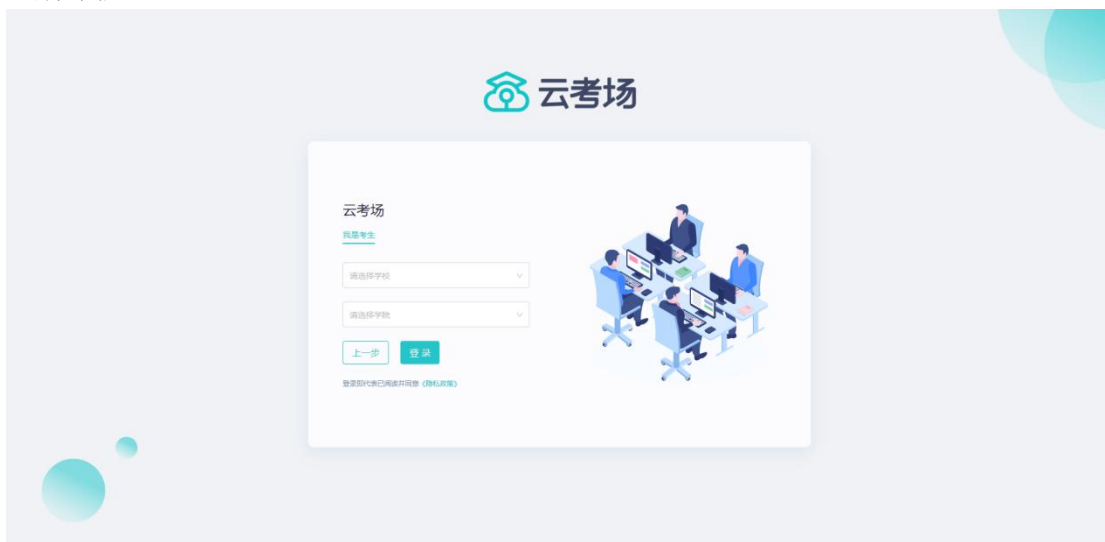 云考场
云考场
我是考生
请选择学校
请选择学院
上一步 登录
登录即代表已阅读并同意《隐私政策》